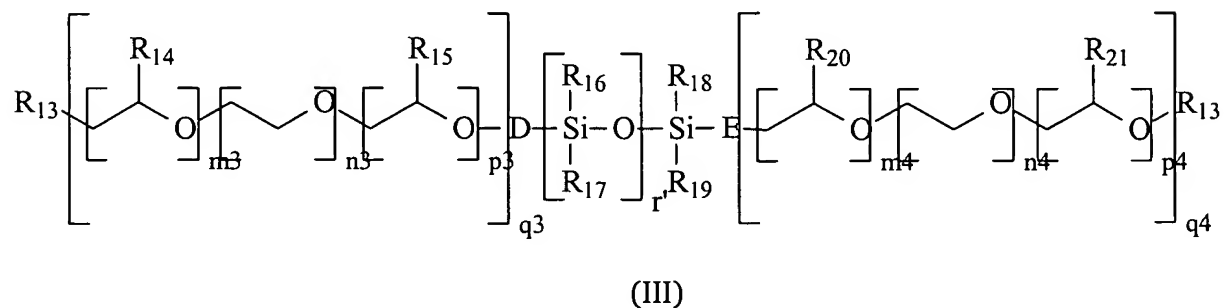 R14 R15 R16 R18 R20 R21
R13 O m3 O n3 O p3 q3 D Si O r' Si E O m4 O n4 O p4 R13 q4
R17 R19
(III)